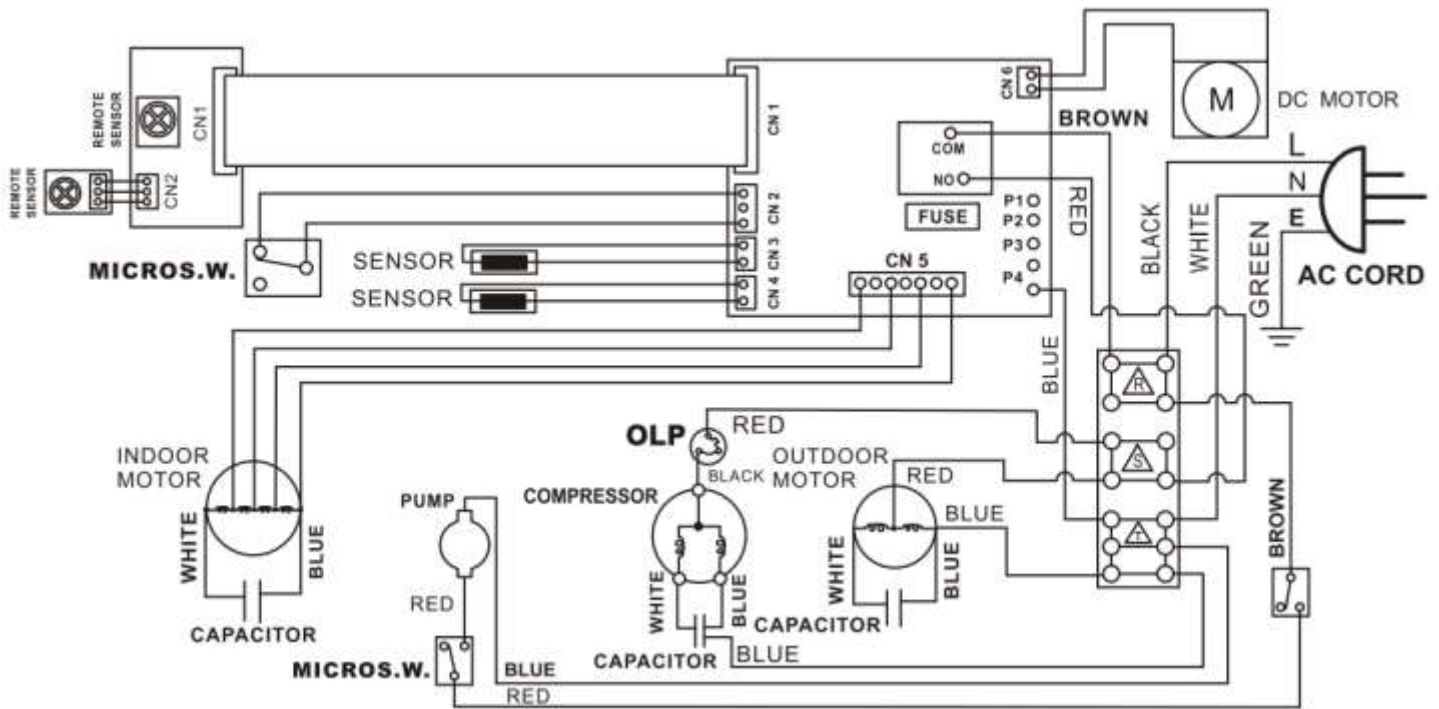 REMOTE
SENSOR
CN1
REMOTE
SENSOR
CN2
MICROS.W.
SENSOR
SENSOR
CN 1
CN 2
CN 3
CN 4
CN 5
CN 6
COM
NO
FUSE
P1
P2
P3
P4
BROWN
RED
M
DC MOTOR
L
N
E
BLACK
WHITE
GREEN
AC CORD
BLUE
R
S
T
INDOOR
MOTOR
WHITE
BLUE
CAPACITOR
PUMP
RED
MICROS.W.
BLUE
RED
OLP
RED
BLACK
COMPRESSOR
WHITE
BLUE
CAPACITOR
BLUE
OUTDOOR
MOTOR
RED
BLUE
WHITE
BLUE
CAPACITOR
BROWN